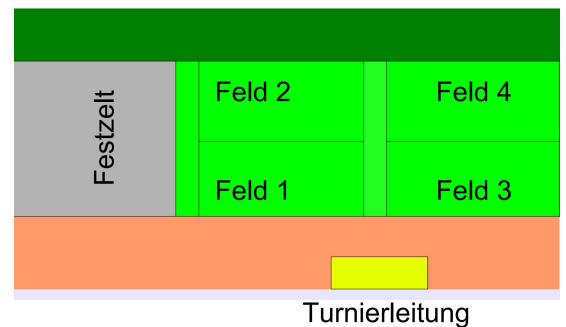 Festzelt
Feld 2
Feld 4
Feld 1
Feld 3
Turnierleitung